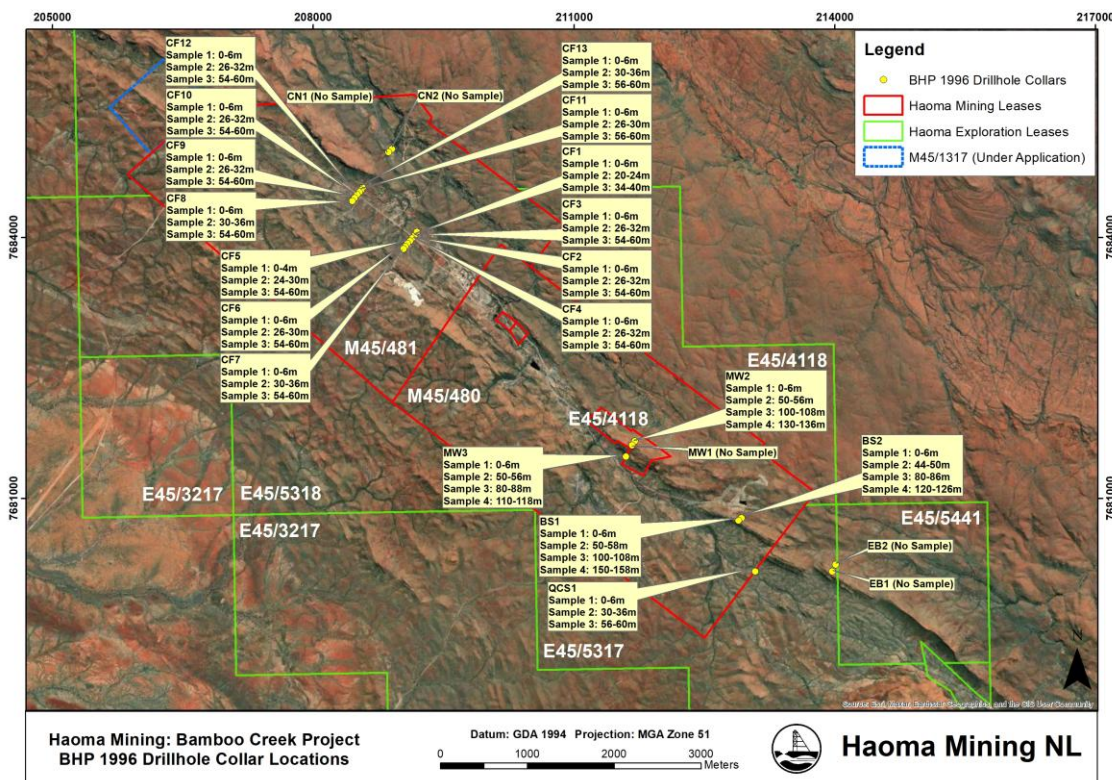 205000
208000
211000
214000
217000
CF12
Sample 1: 0-6m
Sample 2: 26-32m
Sample 3: 54-60m
CF10
Sample 1: 0-6m
Sample 2: 26-32m
Sample 3: 54-60m
CF9
Sample 1: 0-6m
Sample 2: 26-32m
Sample 3: 54-60m
CF8
Sample 1: 0-6m
Sample 2: 30-36m
Sample 3: 54-60m
CN1 (No Sample)
CN2 (No Sample)
CF13
Sample 1: 0-6m
Sample 2: 30-36m
Sample 3: 56-60m
CF11
Sample 1: 0-6m
Sample 2: 26-30m
Sample 3: 56-60m
CF1
Sample 1: 0-6m
Sample 2: 20-24m
Sample 3: 34-40m
CF3
Sample 1: 0-6m
Sample 2: 26-32m
Sample 3: 54-60m
CF2
Sample 1: 0-6m
Sample 2: 26-32m
Sample 3: 54-60m
CF4
Sample 1: 0-6m
Sample 2: 26-32m
Sample 3: 54-60m
Legend
BHP 1996 Drillhole Collars
Haoma Mining Leases
Haoma Exploration Leases
M45/1317 (Under Application)
7684000
7684000
CF5
Sample 1: 0-4m
Sample 2: 24-30m
Sample 3: 54-60m
CF6
Sample 1: 0-6m
Sample 2: 26-30m
Sample 3: 54-60m
CF7
Sample 1: 0-6m
Sample 2: 30-36m
Sample 3: 54-60m
M45/481
M45/480
E45/4118
E45/4118
MW2
Sample 1: 0-6m
Sample 2: 50-56m
Sample 3: 100-108m
Sample 4: 130-136m
MW1 (No Sample)
MW3
Sample 1: 0-6m
Sample 2: 50-56m
Sample 3: 80-88m
Sample 4: 110-118m
BS2
Sample 1: 0-6m
Sample 2: 44-50m
Sample 3: 80-86m
Sample 4: 120-126m
7681000
7681000
E45/3217
E45/5318
E45/3217
BS1
Sample 1: 0-6m
Sample 2: 50-58m
Sample 3: 100-108m
Sample 4: 150-158m
E45/5441
EB2 (No Sample)
EB1 (No Sample)
QCS1
Sample 1: 0-6m
Sample 2: 30-36m
Sample 3: 56-60m
E45/5317
N
Source: Esri, Maxar, Earthstar Geographics, and the GIS User Community
Haoma Mining: Bamboo Creek Project
BHP 1996 Drillhole Collar Locations
Datum: GDA 1994 Projection: MGA Zone 51
0 1000 2000 3000
Meters
Haoma Mining NL